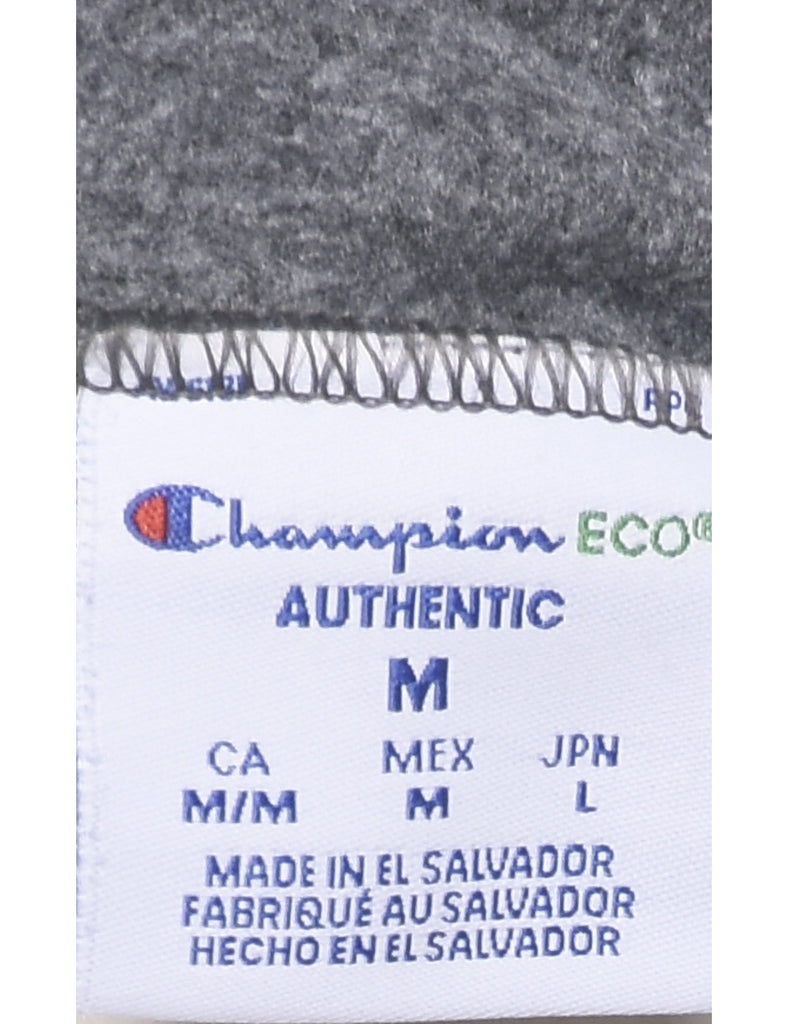 Champion ECO®
AUTHENTIC
M
CA MEX JPN
M/M M L
MADE IN EL SALVADOR
FABRIQUÉ AU SALVADOR
HECHO EN EL SALVADOR